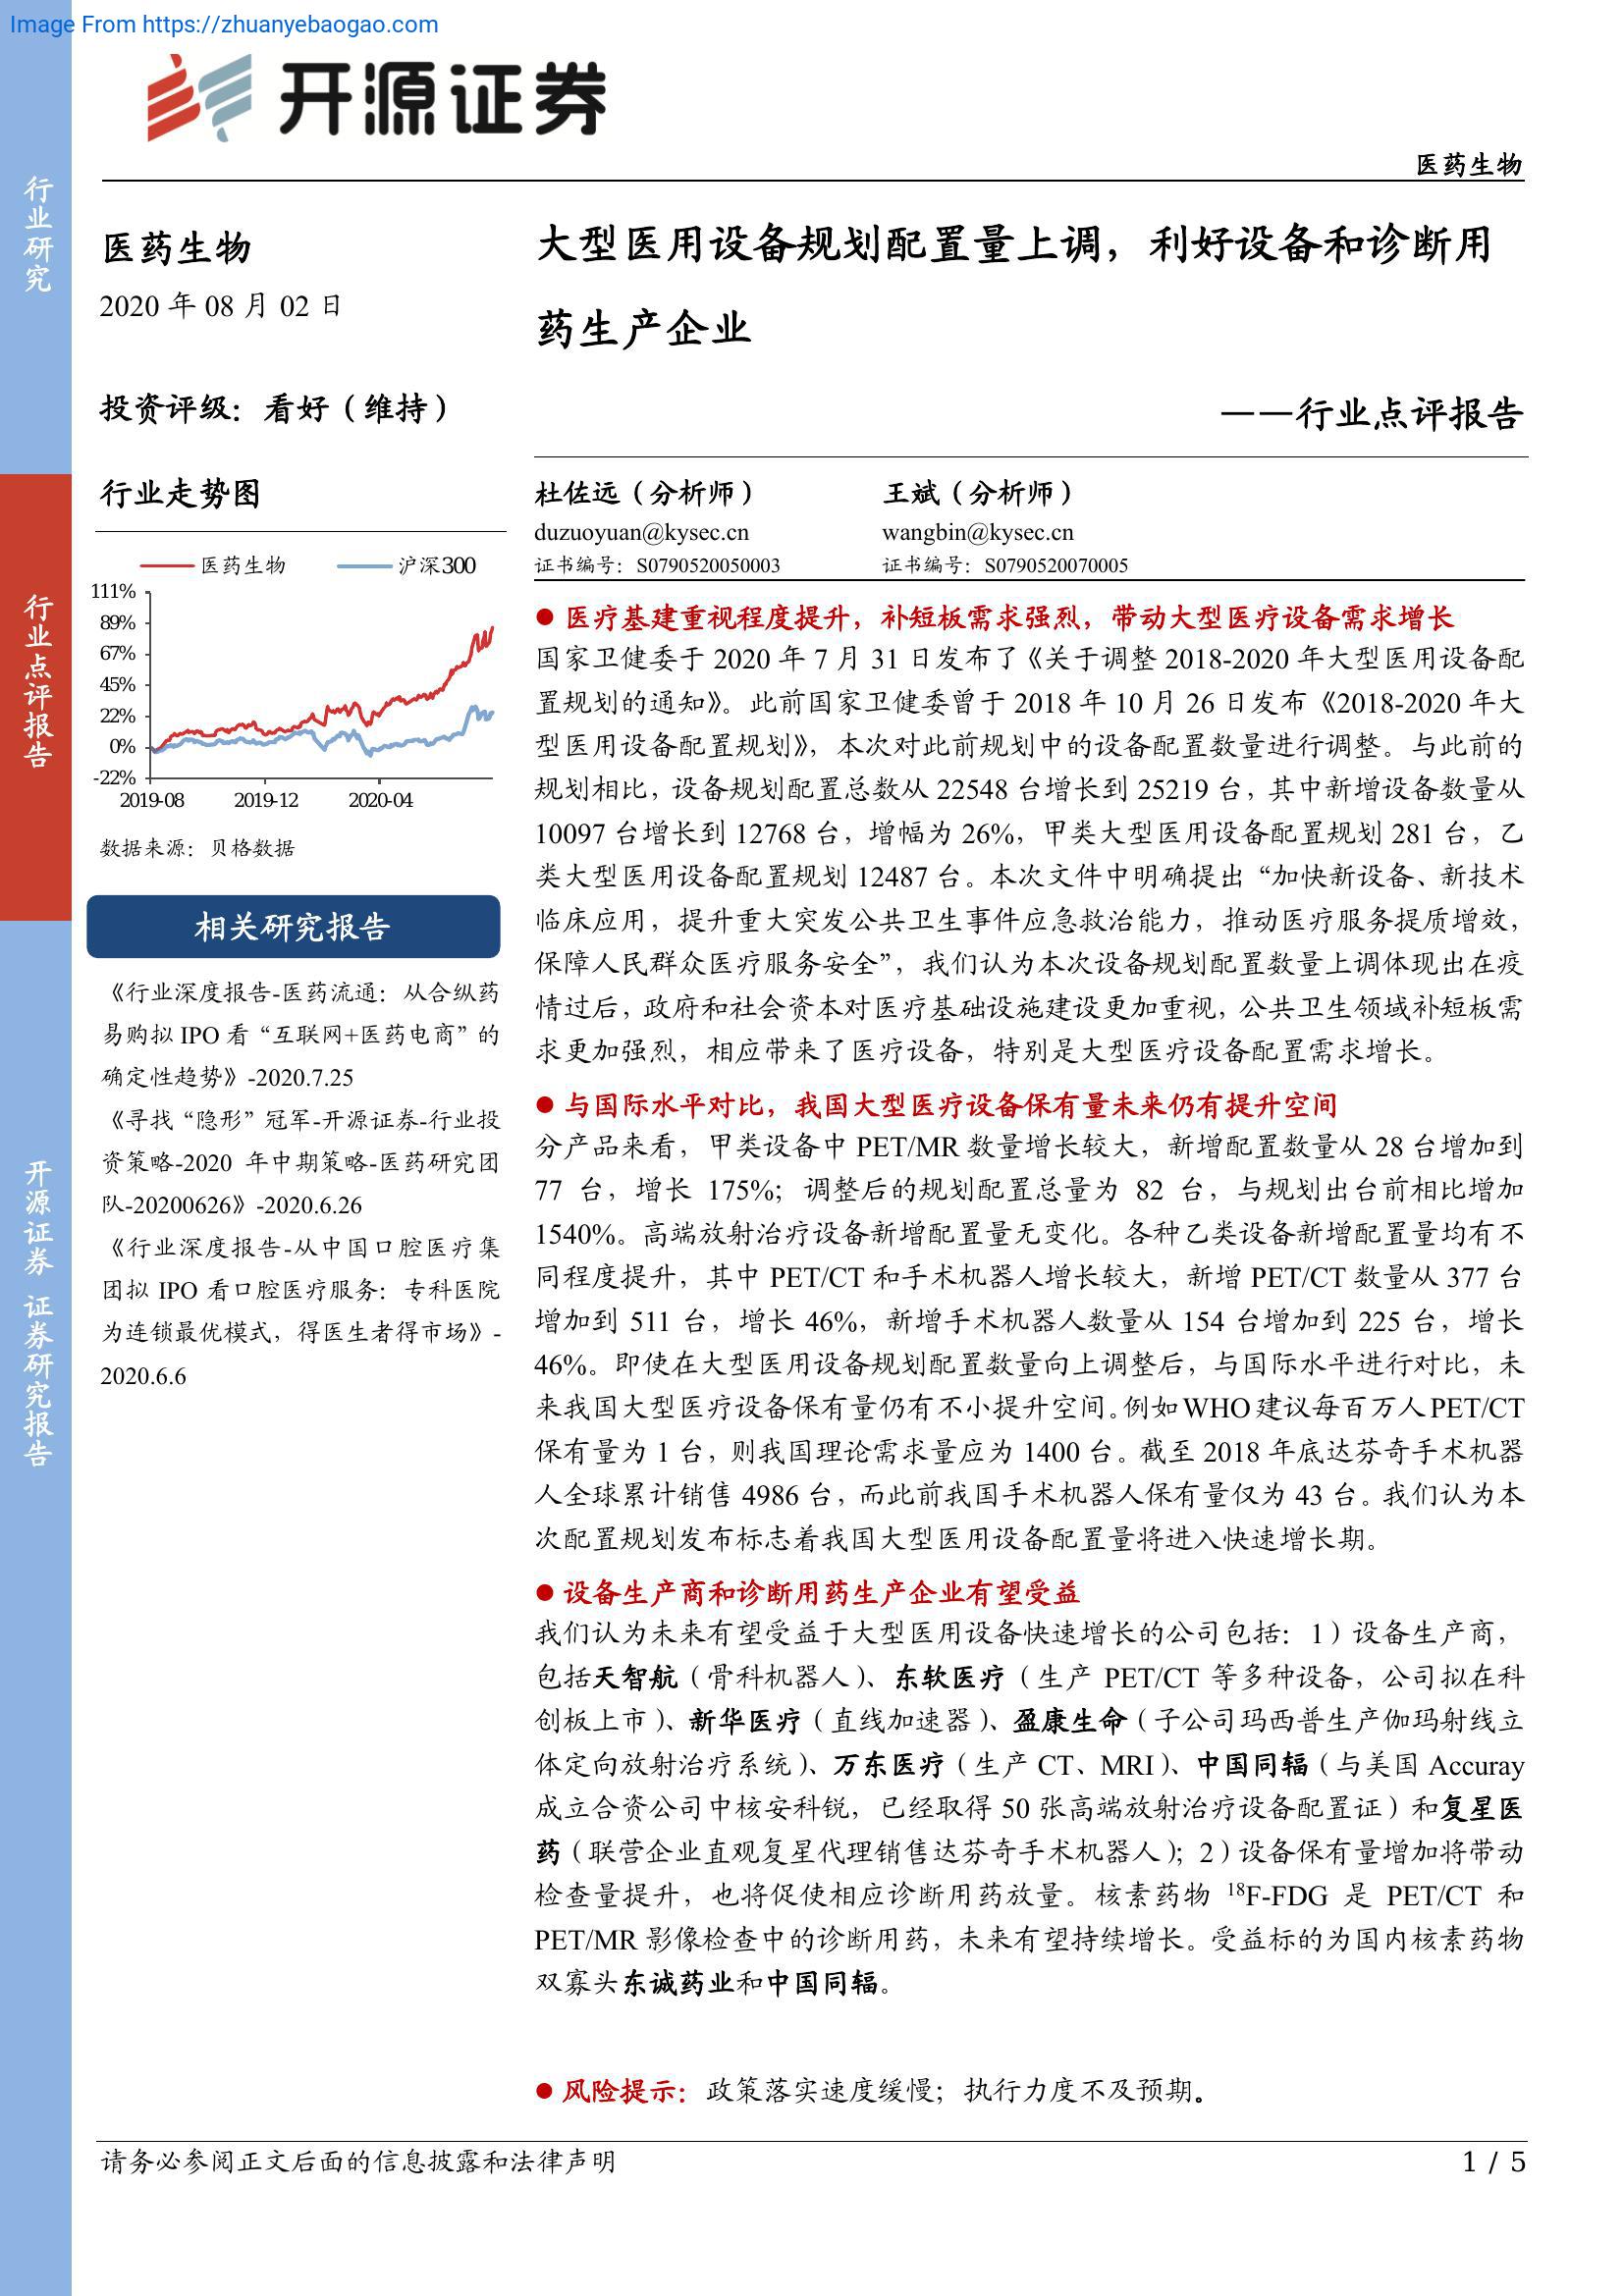 Image From https://zhuanyebaogao.com
开源证券
医药生物
行业研究
行业点评报告
开源证券 证券研究报告
医药生物
2020 年 08 月 02 日
投资评级：看好（维持）
行业走势图
医药生物 沪深300
111%
89%
67%
45%
22%
0%
-22%
2019-08 2019-12 2020-04
数据来源：贝格数据
相关研究报告
《行业深度报告-医药流通：从合纵药
易购拟 IPO 看“互联网+医药电商”的
确定性趋势》-2020.7.25
《寻找“隐形”冠军-开源证券-行业投
资策略-2020 年中期策略-医药研究团
队-20200626》-2020.6.26
《行业深度报告-从中国口腔医疗集
团拟 IPO 看口腔医疗服务：专科医院
为连锁最优模式，得医生者得市场》-
2020.6.6
大型医用设备规划配置量上调，利好设备和诊断用
药生产企业
——行业点评报告
杜佐远（分析师） 王斌（分析师）
duzuoyuan@kysec.cn wangbin@kysec.cn
证书编号：S0790520050003 证书编号：S0790520070005
● 医疗基建重视程度提升，补短板需求强烈，带动大型医疗设备需求增长
国家卫健委于 2020 年 7 月 31 日发布了《关于调整 2018-2020 年大型医用设备配
置规划的通知》。此前国家卫健委曾于 2018 年 10 月 26 日发布《2018-2020 年大
型医用设备配置规划》，本次对此前规划中的设备配置数量进行调整。与此前的
规划相比，设备规划配置总数从 22548 台增长到 25219 台，其中新增设备数量从
10097 台增长到 12768 台，增幅为 26%，甲类大型医用设备配置规划 281 台，乙
类大型医用设备配置规划 12487 台。本次文件中明确提出“加快新设备、新技术
临床应用，提升重大突发公共卫生事件应急救治能力，推动医疗服务提质增效，
保障人民群众医疗服务安全”，我们认为本次设备规划配置数量上调体现出在疫
情过后，政府和社会资本对医疗基础设施建设更加重视，公共卫生领域补短板需
求更加强烈，相应带来了医疗设备，特别是大型医疗设备配置需求增长。
● 与国际水平对比，我国大型医疗设备保有量未来仍有提升空间
分产品来看，甲类设备中 PET/MR 数量增长较大，新增配置数量从 28 台增加到
77 台，增长 175%；调整后的规划配置总量为 82 台，与规划出台前相比增加
1540%。高端放射治疗设备新增配置量无变化。各种乙类设备新增配置量均有不
同程度提升，其中 PET/CT 和手术机器人增长较大，新增 PET/CT 数量从 377 台
增加到 511 台，增长 46%，新增手术机器人数量从 154 台增加到 225 台，增长
46%。即使在大型医用设备规划配置数量向上调整后，与国际水平进行对比，未
来我国大型医疗设备保有量仍有不小提升空间。例如WHO建议每百万人PET/CT
保有量为 1 台，则我国理论需求量应为 1400 台。截至 2018 年底达芬奇手术机器
人全球累计销售 4986 台，而此前我国手术机器人保有量仅为 43 台。我们认为本
次配置规划发布标志着我国大型医用设备配置量将进入快速增长期。
● 设备生产商和诊断用药生产企业有望受益
我们认为未来有望受益于大型医用设备快速增长的公司包括：1）设备生产商，
包括天智航（骨科机器人）、东软医疗（生产 PET/CT 等多种设备，公司拟在科
创板上市）、新华医疗（直线加速器）、盈康生命（子公司玛西普生产伽玛射线立
体定向放射治疗系统）、万东医疗（生产 CT、MRI）、中国同辐（与美国 Accuray
成立合资公司中核安科锐，已经取得 50 张高端放射治疗设备配置证）和复星医
药（联营企业直观复星代理销售达芬奇手术机器人）；2）设备保有量增加将带动
检查量提升，也将促使相应诊断用药放量。核素药物 ¹⁸F-FDG 是 PET/CT 和
PET/MR 影像检查中的诊断用药，未来有望持续增长。受益标的为国内核素药物
双寡头东诚药业和中国同辐。
● 风险提示：政策落实速度缓慢；执行力度不及预期。
请务必参阅正文后面的信息披露和法律声明
1 / 5